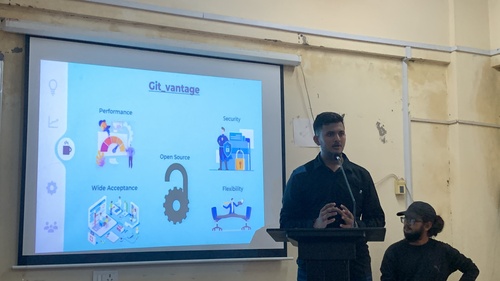 Git_vantage
Performance
Security
Open Source
Wide Acceptance
Flexibility